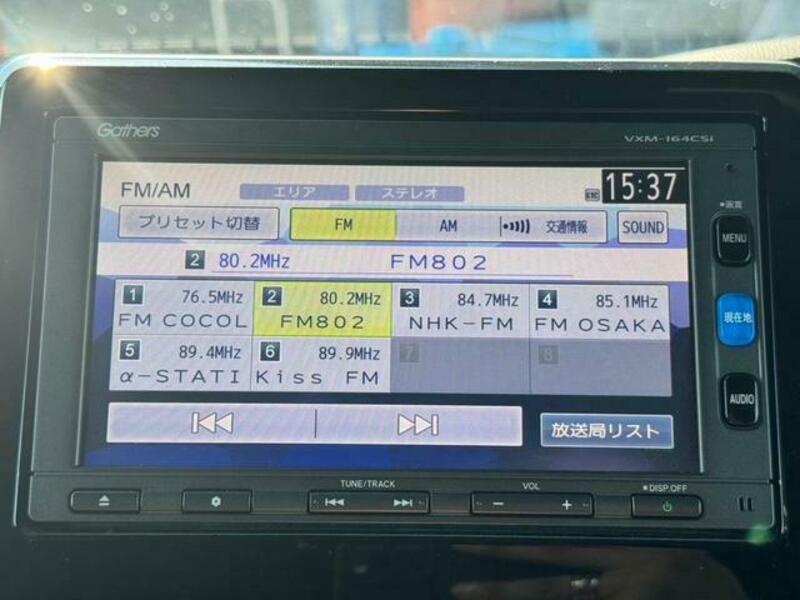 Gathers
VXM-164CSi
FM/AM エリア ステレオ ETC 15:37
プリセット切替 FM AM 交通情報 SOUND
2 80.2MHz FM802
1 76.5MHz 2 80.2MHz 3 84.7MHz 4 85.1MHz
FM COCOL FM802 NHK-FM FM OSAKA
5 89.4MHz 6 89.9MHz 7 8
α-STATI Kiss FM
放送局リスト
画質
MENU
現在地
AUDIO
TUNE/TRACK VOL DISP OFF
- +